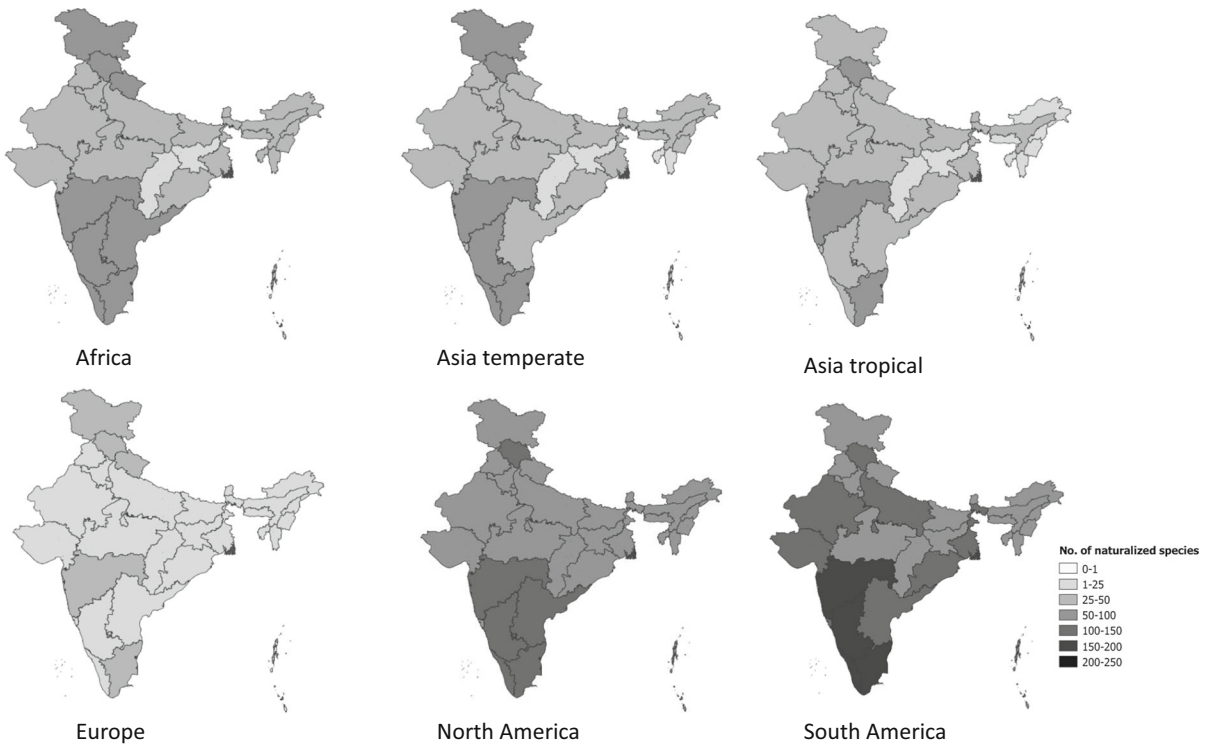 Africa
Asia temperate
Asia tropical
Europe
North America
South America
No. of naturalized species
0-1
1-25
25-50
50-100
100-150
150-200
200-250